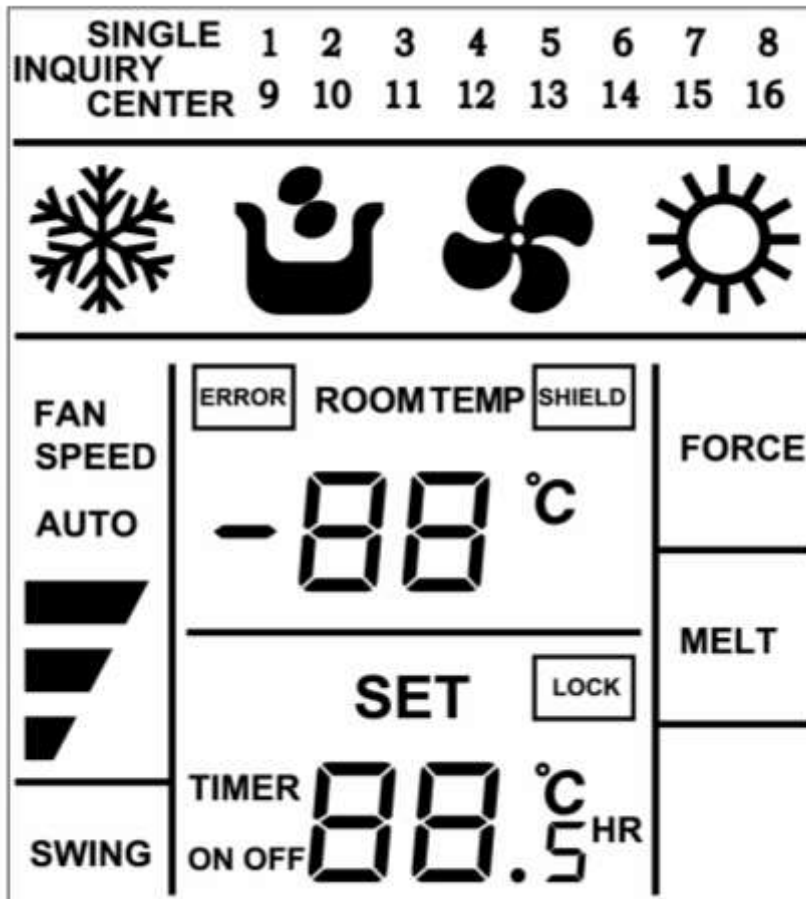 SINGLE 1 2 3 4 5 6 7 8
INQUIRY
CENTER 9 10 11 12 13 14 15 16
ERROR ROOM TEMP SHIELD
FAN
SPEED
FORCE
AUTO
-88 °C
MELT
SET LOCK
TIMER
88.5 °C
HR
SWING
ON OFF